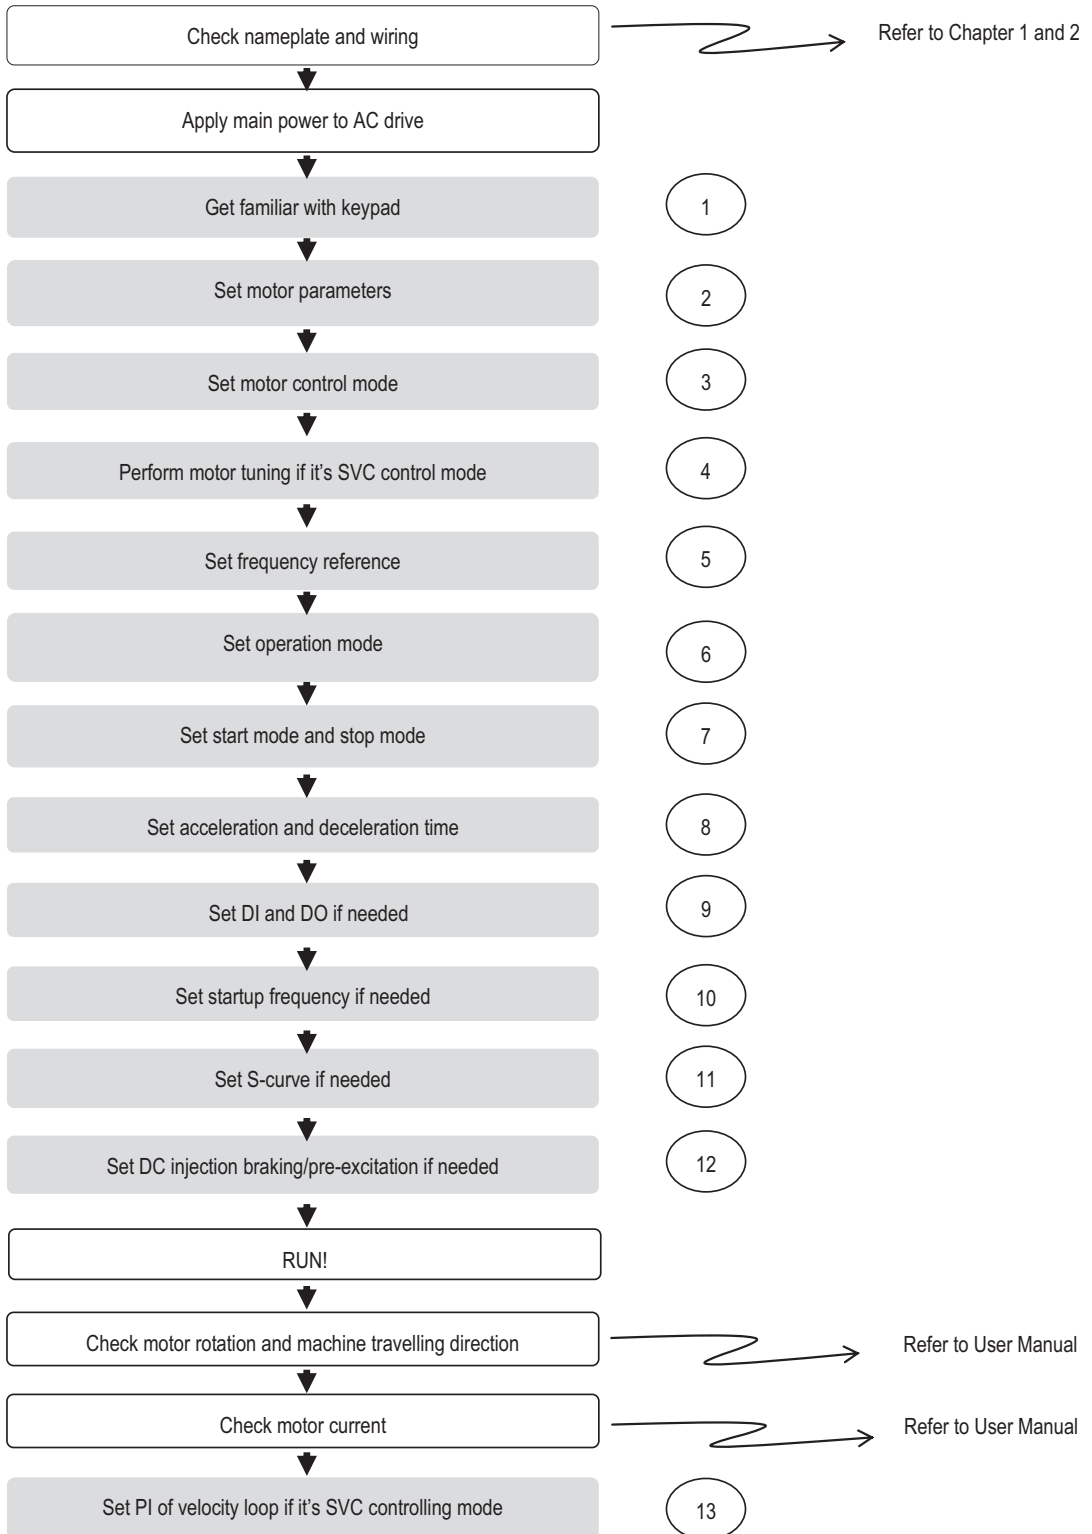 Check nameplate and wiring
Refer to Chapter 1 and 2
Apply main power to AC drive
Get familiar with keypad
1
Set motor parameters
2
Set motor control mode
3
Perform motor tuning if it’s SVC control mode
4
Set frequency reference
5
Set operation mode
6
Set start mode and stop mode
7
Set acceleration and deceleration time
8
Set DI and DO if needed
9
Set startup frequency if needed
10
Set S-curve if needed
11
Set DC injection braking/pre-excitation if needed
12
RUN!
Check motor rotation and machine travelling direction
Refer to User Manual
Check motor current
Refer to User Manual
Set PI of velocity loop if it’s SVC controlling mode
13